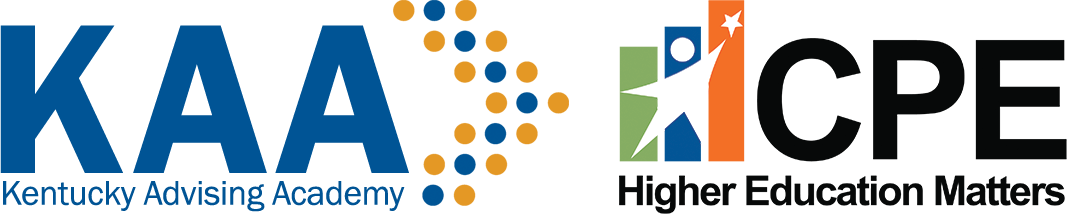 KAA
Kentucky Advising Academy
CPE
Higher Education Matters